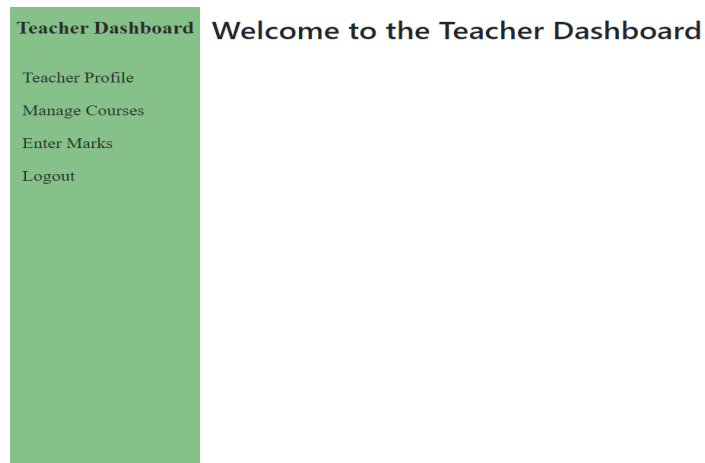 Teacher Dashboard
Welcome to the Teacher Dashboard
Teacher Profile
Manage Courses
Enter Marks
Logout